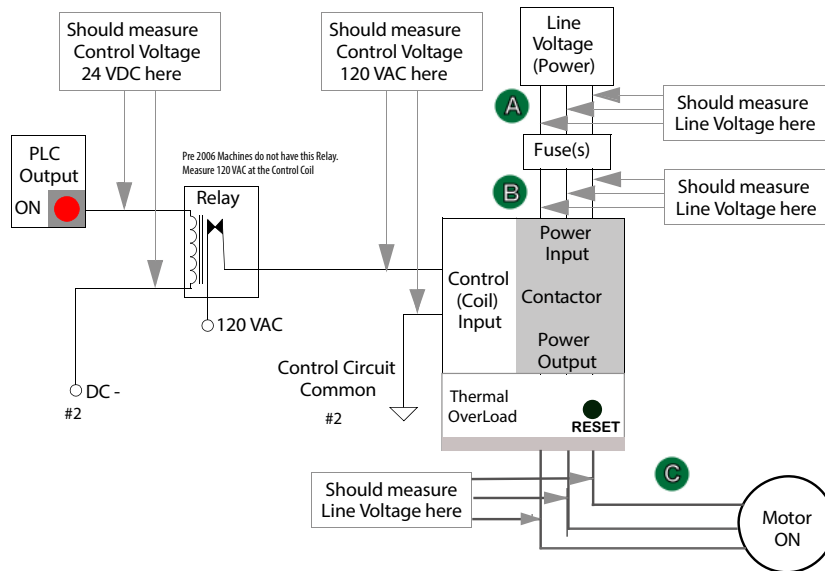 Should measure
Control Voltage
24 VDC here
Should measure
Control Voltage
120 VAC here
Line
Voltage
(Power)
A
Should measure
Line Voltage here
PLC
Output
ON
Pre 2006 Machines do not have this Relay.
Measure 120 VAC at the Control Coil
Relay
Fuse(s)
B
Should measure
Line Voltage here
Power
Input
Control
(Coil)
Input
Contactor
Power
Output
120 VAC
DC -
#2
Control Circuit
Common
#2
Thermal
OverLoad
RESET
C
Should measure
Line Voltage here
Motor
ON